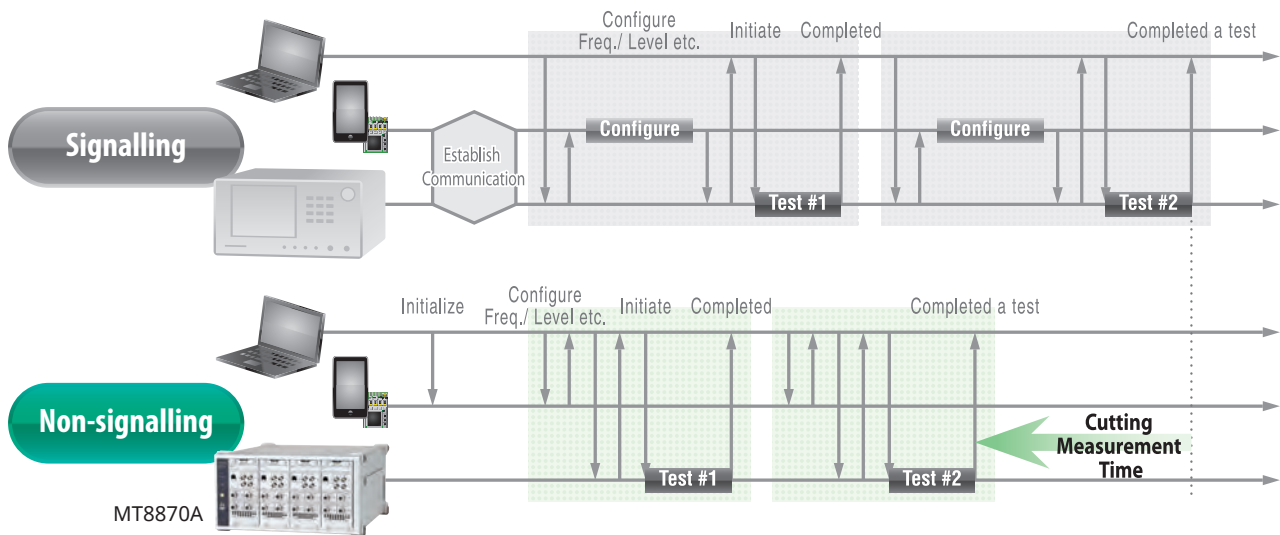 Configure
Freq./ Level etc.
Initiate
Completed
Completed a test
Signalling
Establish
Communication
Configure
Configure
Test #1
Test #2
Initialize
Configure
Freq./ Level etc.
Initiate
Completed
Completed a test
Non-signalling
Cutting
Measurement
Time
Test #1
Test #2
MT8870A